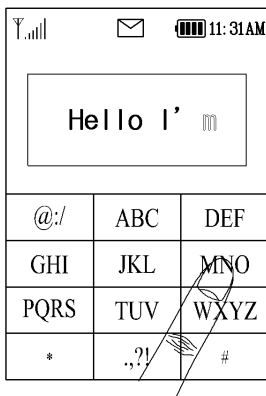 11:31AM
Hello I' m
@:/ ABC DEF
GHI JKL MNO
PQRS TUV WXYZ
* .,?! #